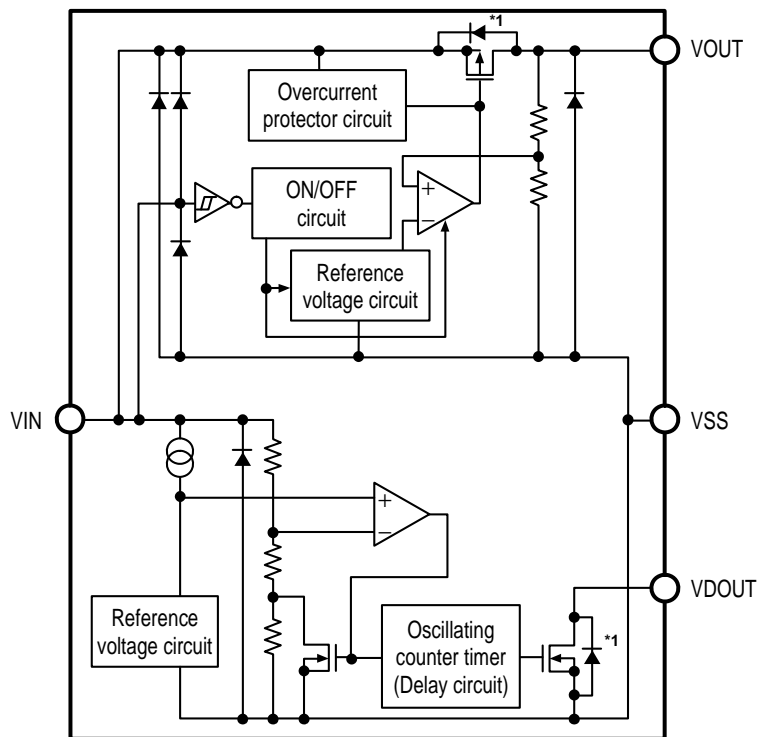 *1
VOUT
Overcurrent
protector circuit
ON/OFF
circuit
+
−
Reference
voltage circuit
VIN
VSS
+
−
VDOUT
Reference
voltage circuit
Oscillating
counter timer
(Delay circuit)
*1